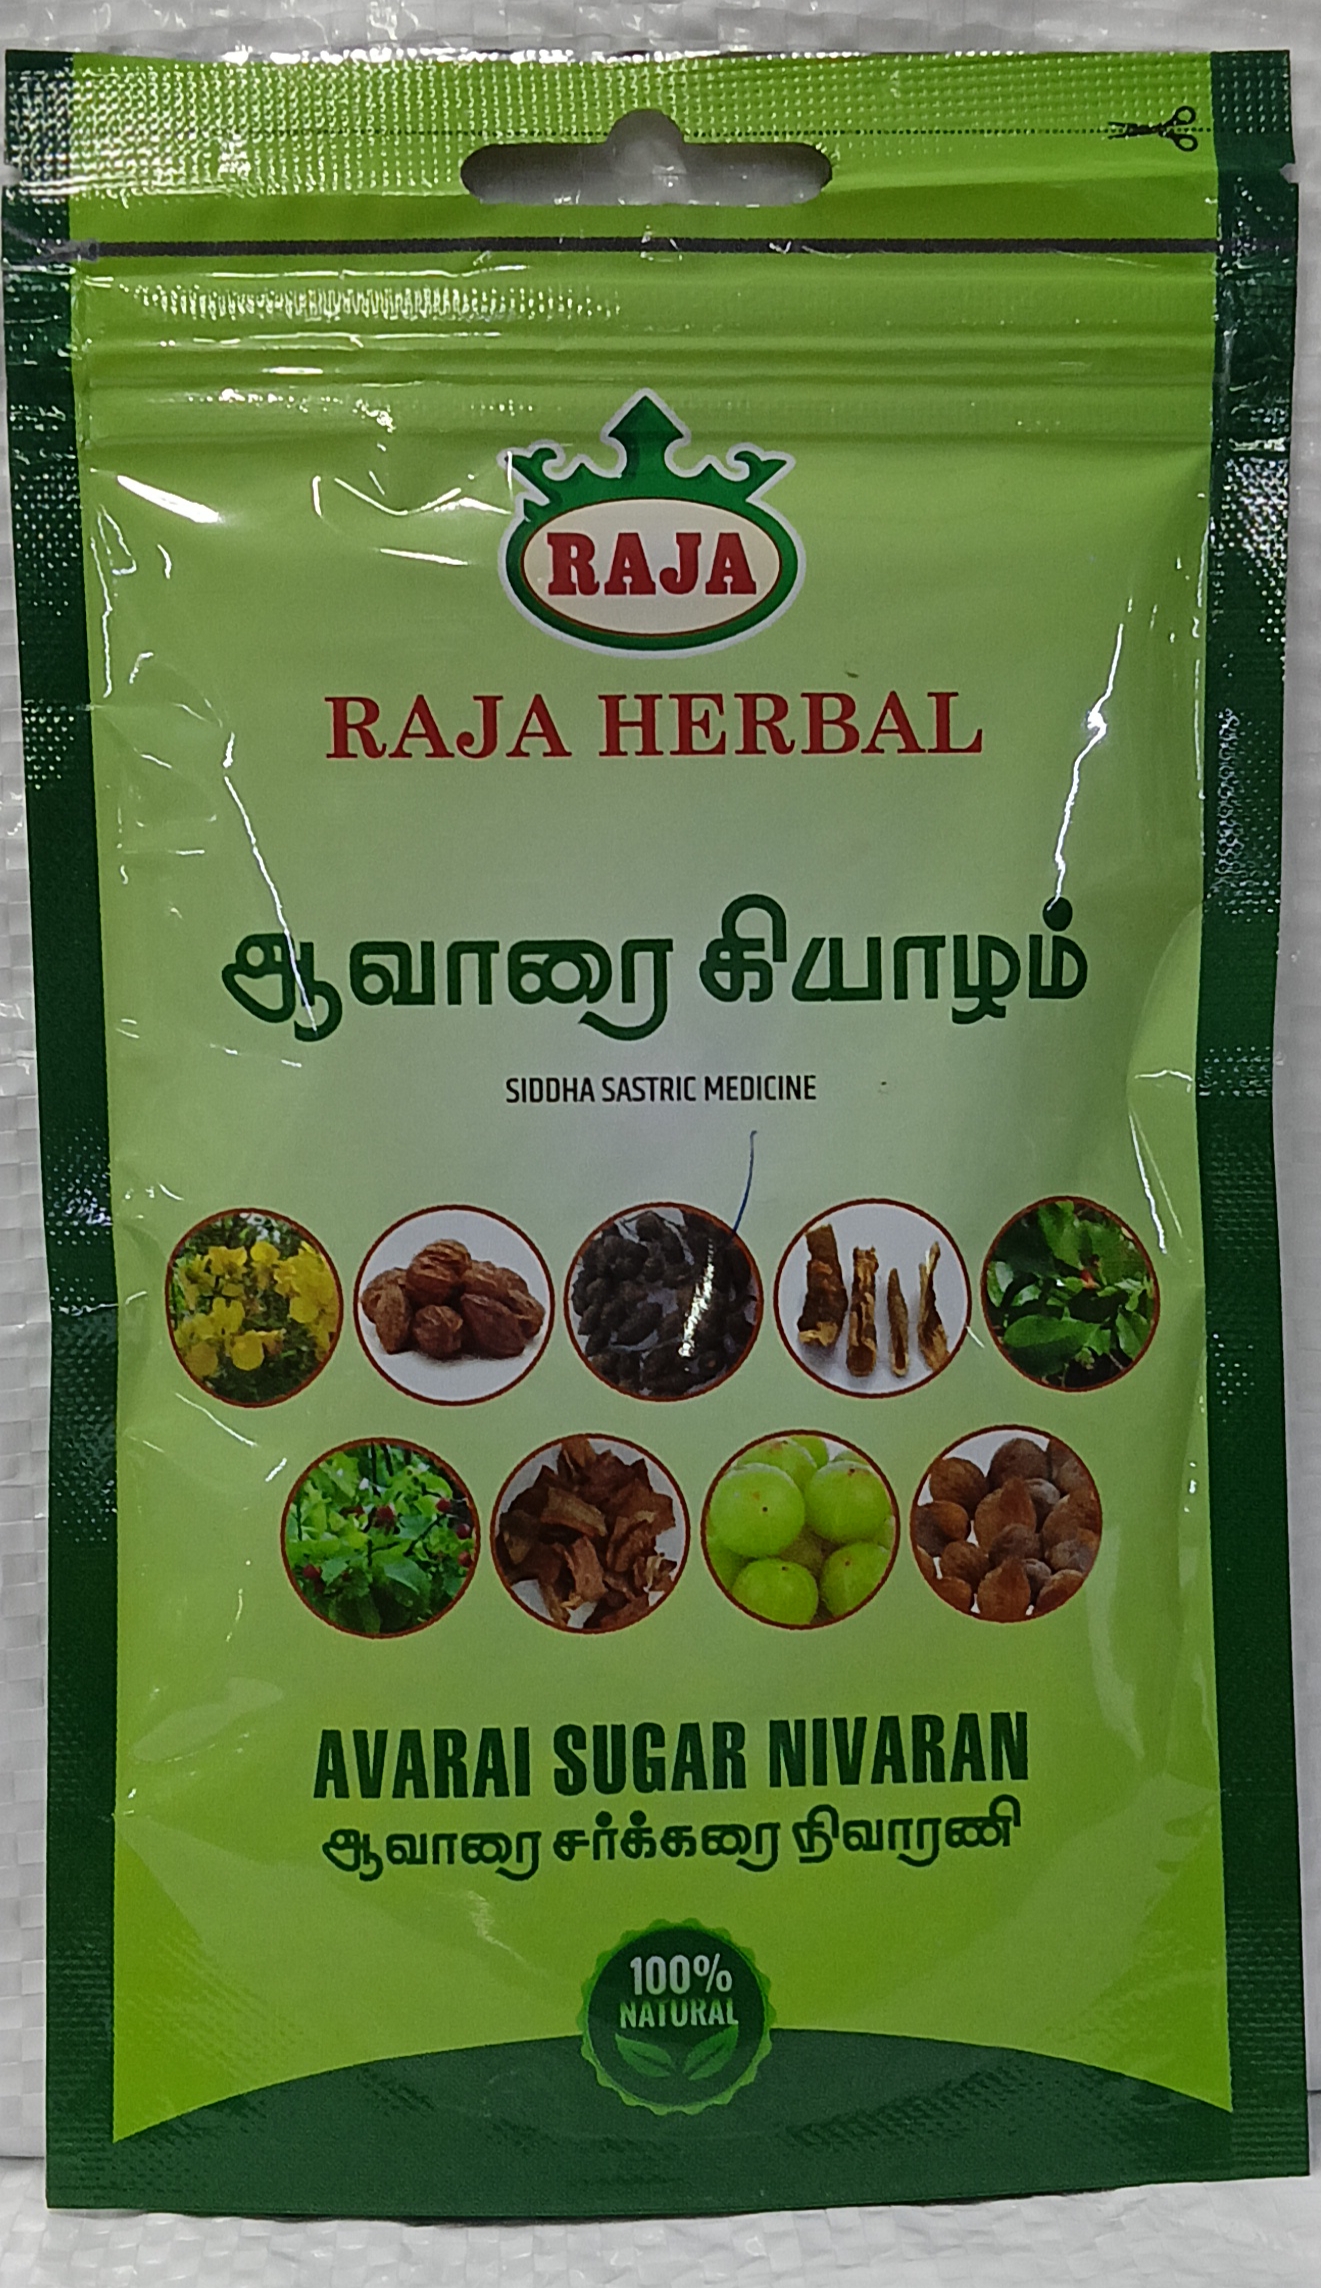 RAJA
RAJA HERBAL
ஆவாரை கியாழம்
SIDDHA SASTRIC MEDICINE
AVARAI SUGAR NIVARAN
ஆவாரை சர்க்கரை நிவாரணி
100%
NATURAL